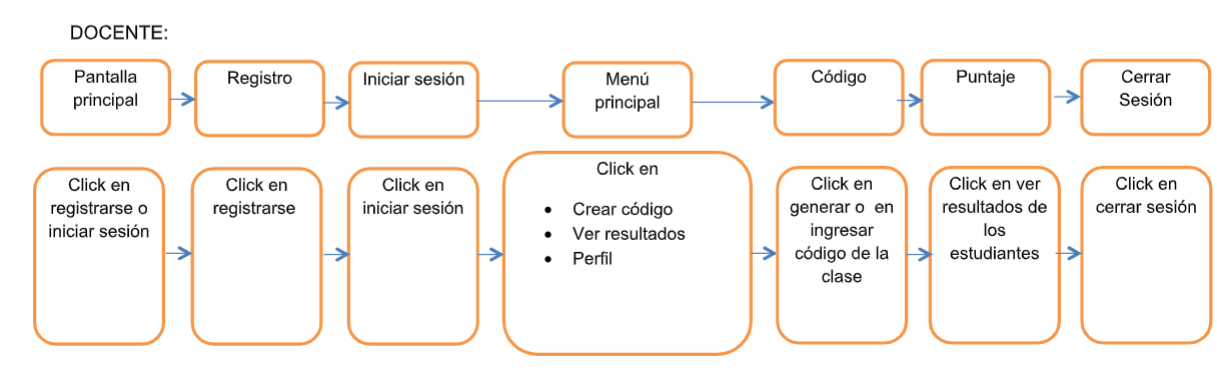 DOCENTE:
Pantalla
principal
Registro
Iniciar sesión
Menú
principal
Código
Puntaje
Cerrar
Sesión
Click en
registrarse o
iniciar sesión
Click en
registrarse
Click en
iniciar sesión
Click en
• Crear código
• Ver resultados
• Perfil
Click en
generar o en
ingresar
código de la
clase
Click en ver
resultados de
los
estudiantes
Click en
cerrar sesión